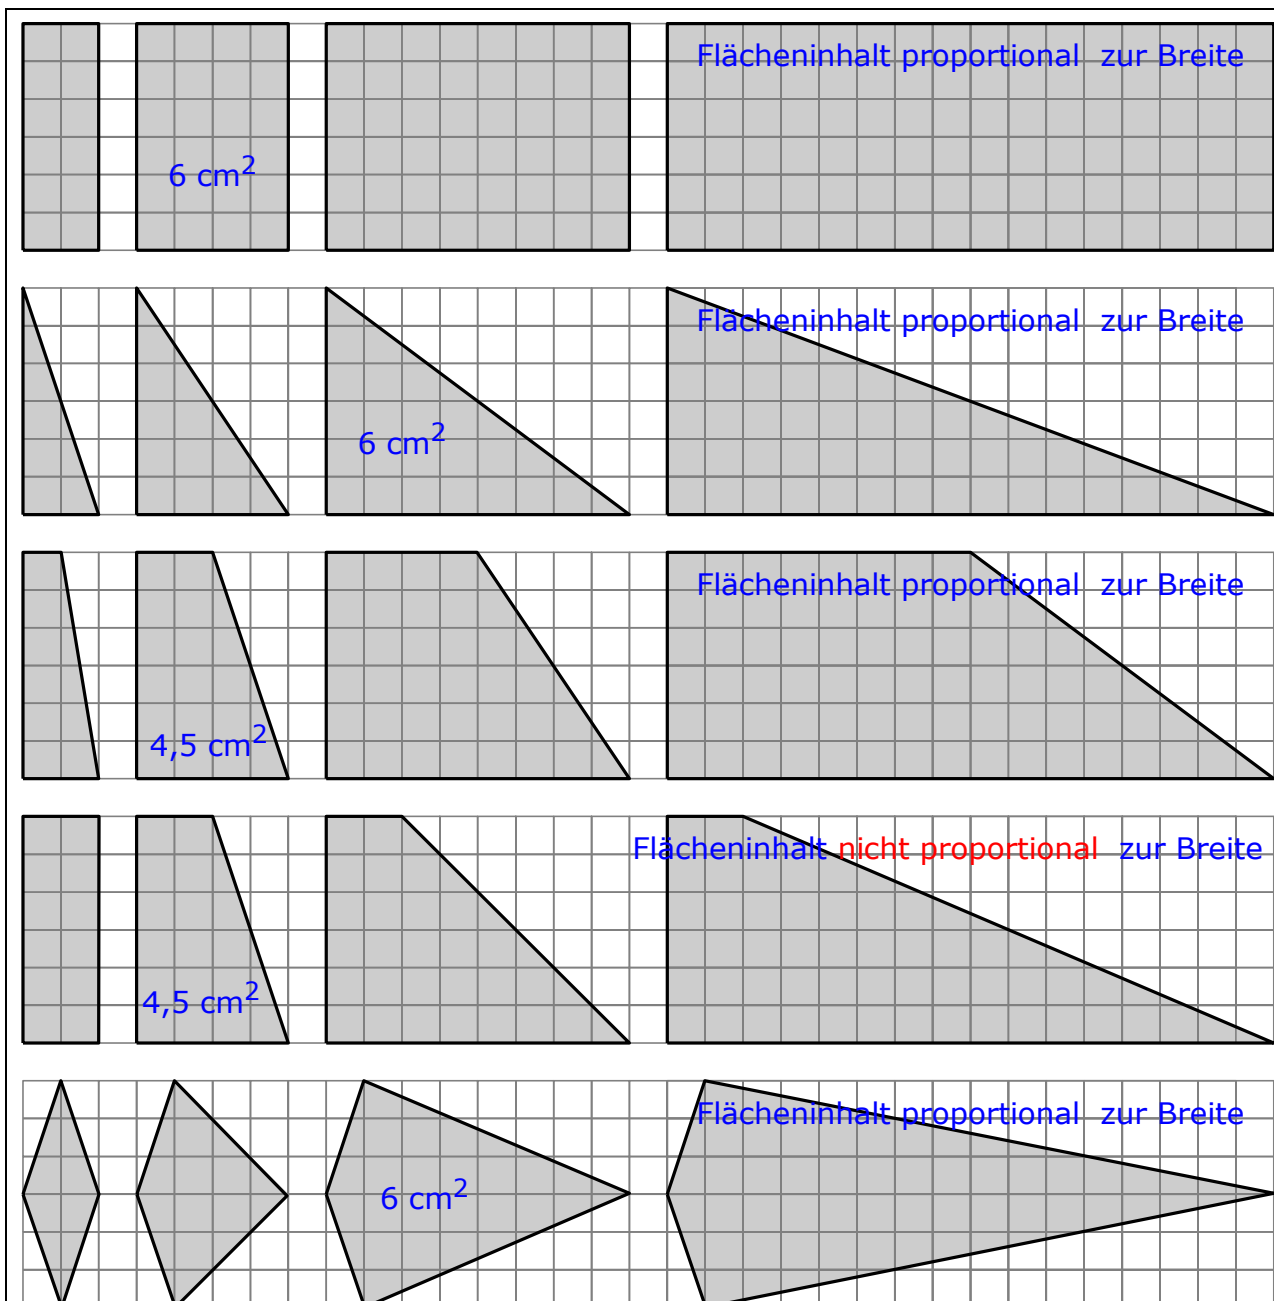 Flächeninhalt proportional zur Breite
6 cm²
Flächeninhalt proportional zur Breite
6 cm²
Flächeninhalt proportional zur Breite
4,5 cm²
Flächeninhalt nicht proportional zur Breite
4,5 cm²
Flächeninhalt proportional zur Breite
6 cm²